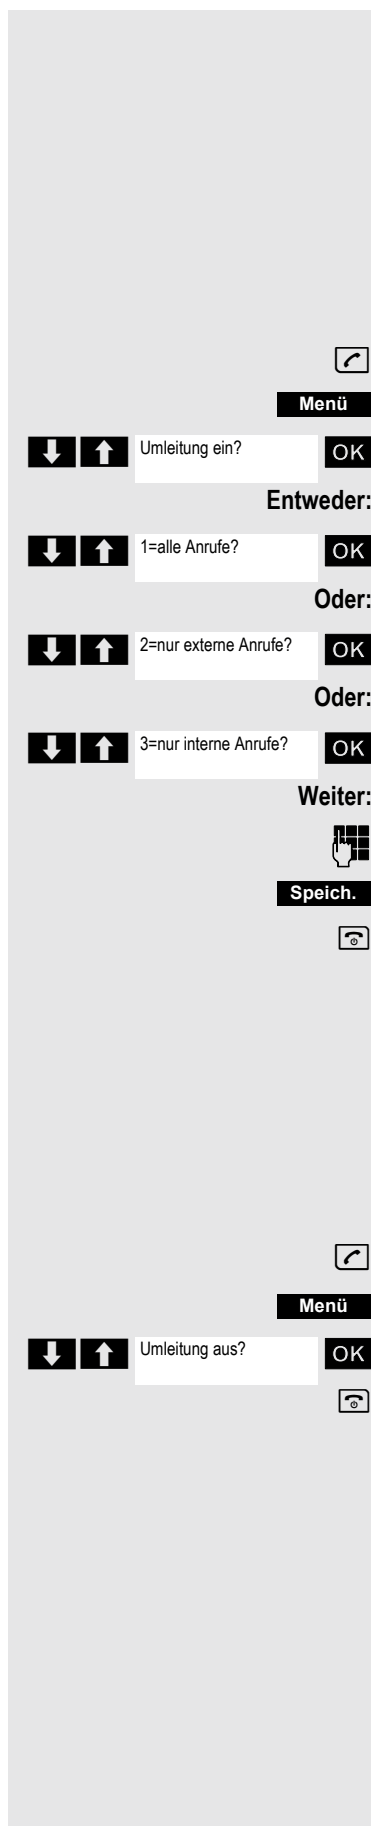 Menü
Umleitung ein? OK
Entweder:
1=alle Anrufe? OK
Oder:
2=nur externe Anrufe? OK
Oder:
3=nur interne Anrufe? OK
Weiter:
Speich.
Menü
Umleitung aus? OK